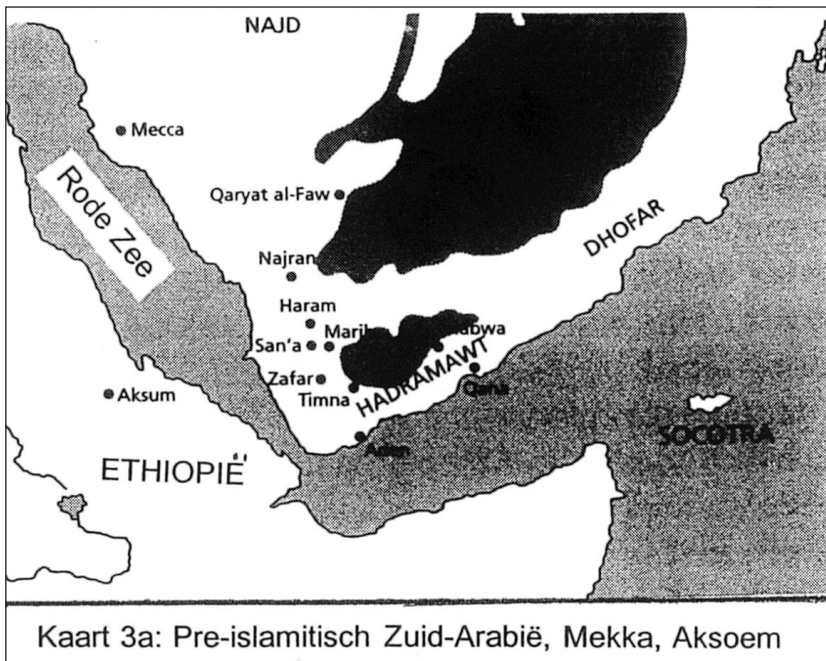 NAJD
Mecca
Rode Zee
Qaryat al-Faw
DHOFAR
Najran
Haram
San'a
Zafar
Timna
HADRAMAWT
Qana
Aksum
Aden
SOCOTRA
ETHIOPIË
Kaart 3a: Pre-islamitisch Zuid-Arabië, Mekka, Aksoem